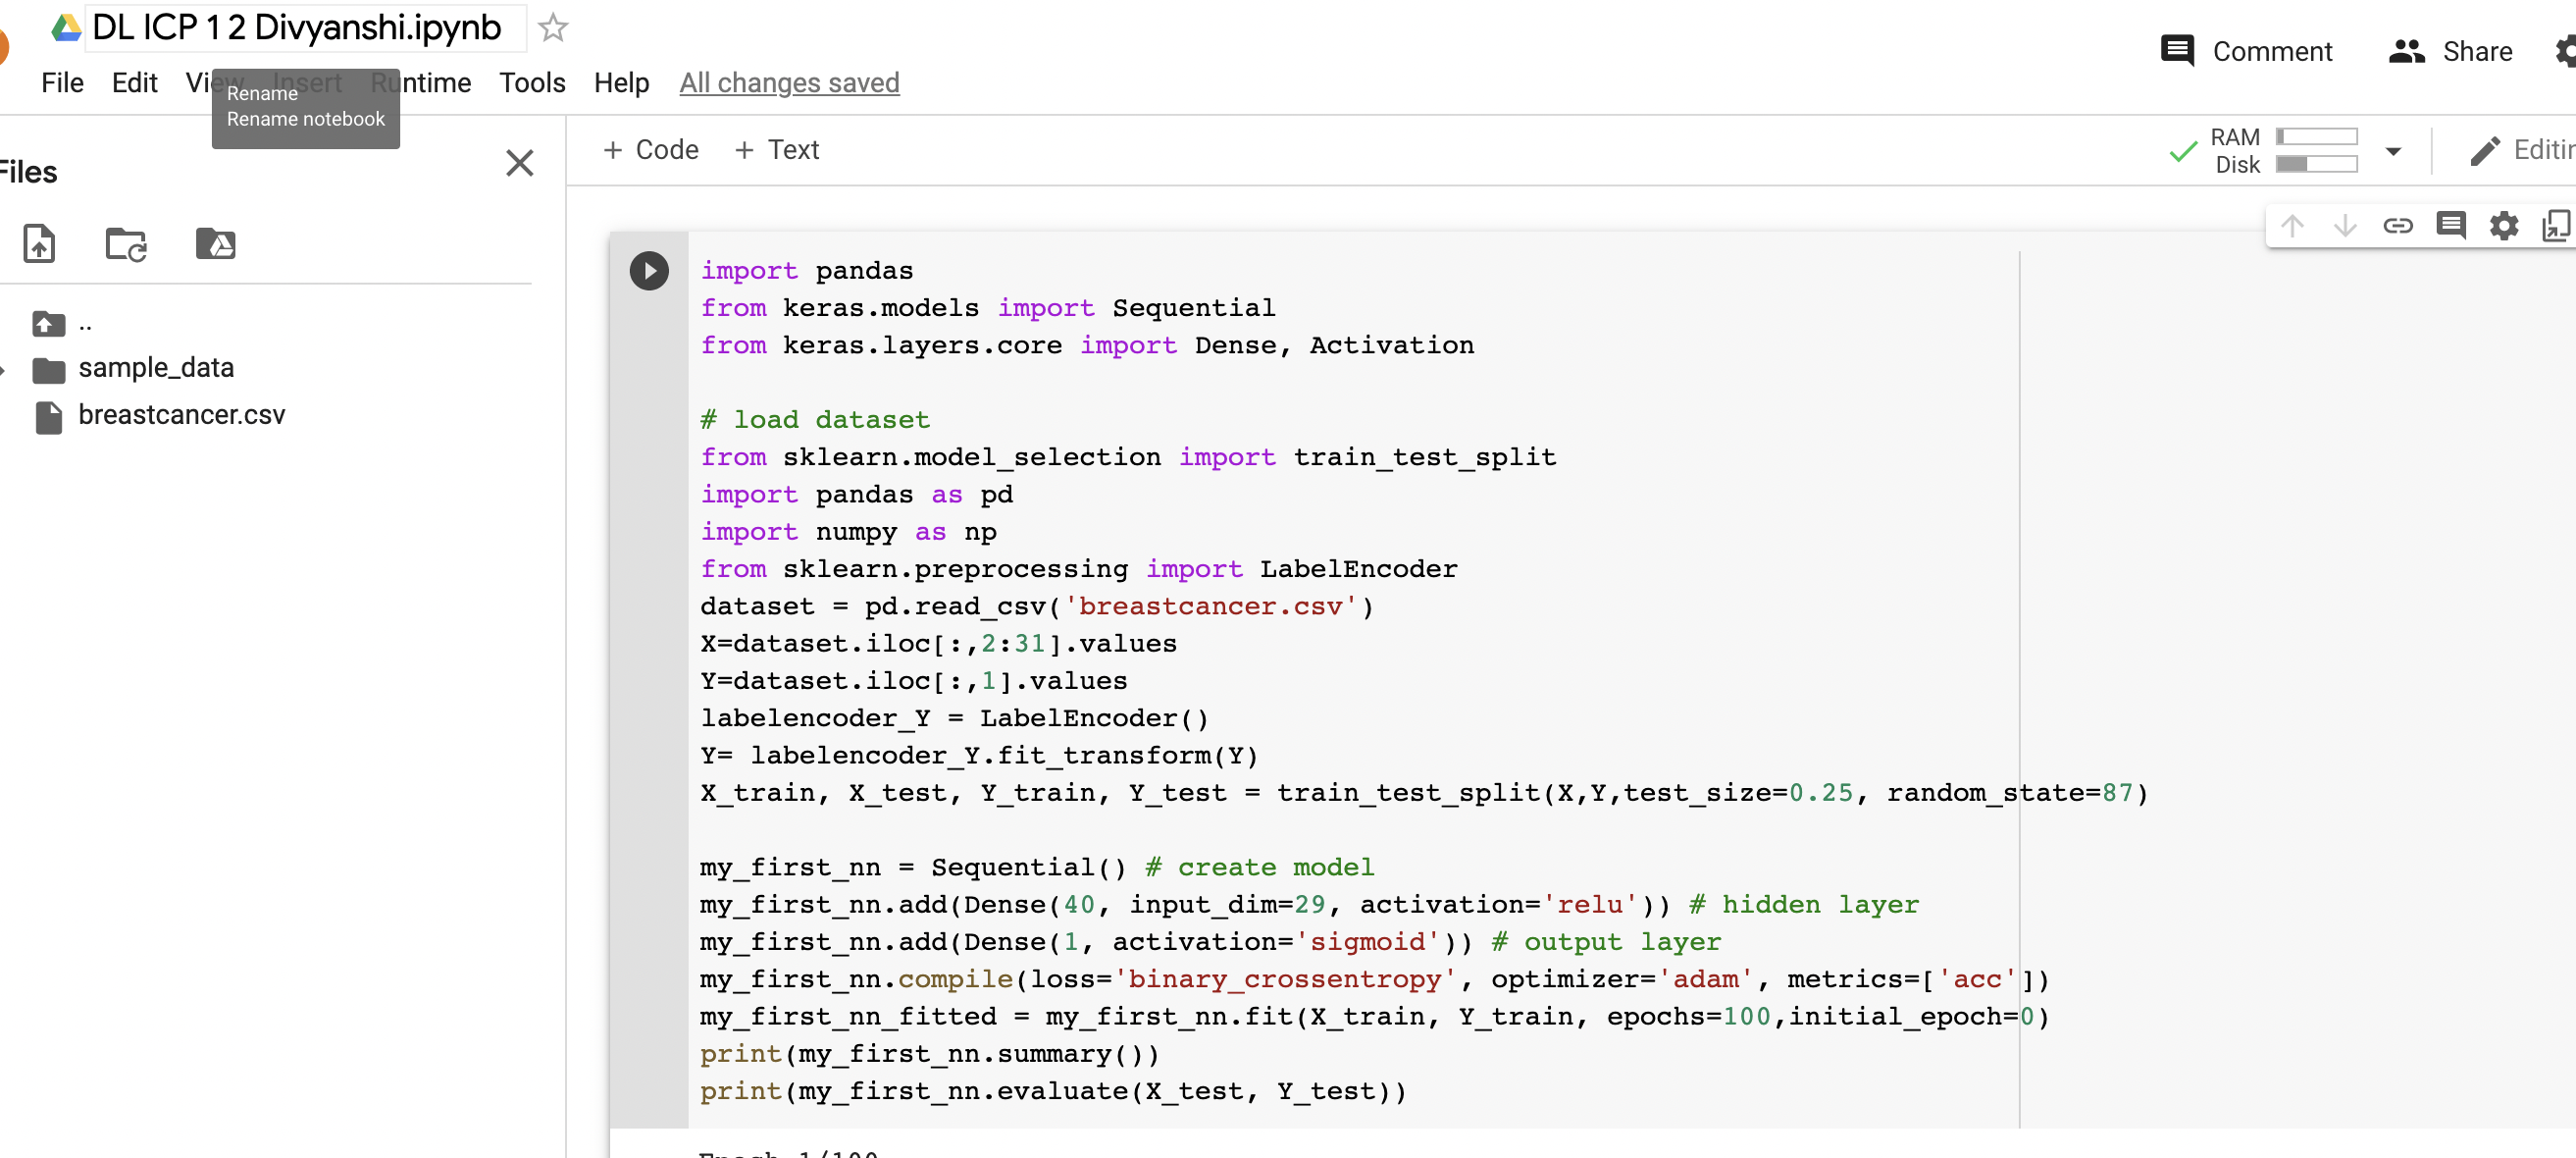 DL ICP 1 2 Divyanshi.ipynb
Comment Share
File Edit Runtime Tools Help All changes saved
Rename
Rename notebook
Files
+ Code + Text
RAM
Disk
..
sample_data
breastcancer.csv
import pandas
from keras.models import Sequential
from keras.layers.core import Dense, Activation
# load dataset
from sklearn.model_selection import train_test_split
import pandas as pd
import numpy as np
from sklearn.preprocessing import LabelEncoder
dataset = pd.read_csv('breastcancer.csv')
X=dataset.iloc[:,2:31].values
Y=dataset.iloc[:,1].values
labelencoder_Y = LabelEncoder()
Y= labelencoder_Y.fit_transform(Y)
X_train, X_test, Y_train, Y_test = train_test_split(X,Y,test_size=0.25, random_state=87)
my_first_nn = Sequential() # create model
my_first_nn.add(Dense(40, input_dim=29, activation='relu')) # hidden layer
my_first_nn.add(Dense(1, activation='sigmoid')) # output layer
my_first_nn.compile(loss='binary_crossentropy', optimizer='adam', metrics=['acc'])
my_first_nn_fitted = my_first_nn.fit(X_train, Y_train, epochs=100,initial_epoch=0)
print(my_first_nn.summary())
print(my_first_nn.evaluate(X_test, Y_test))
Epoch 1/100